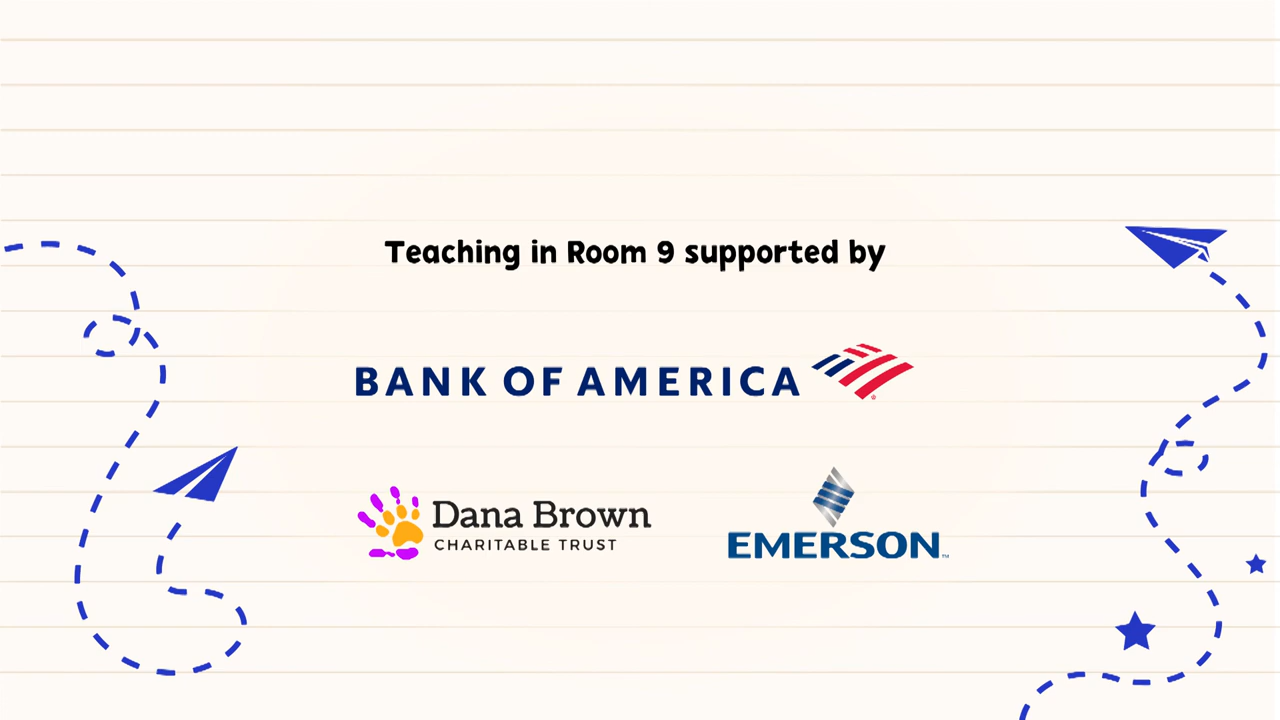 Teaching in Room 9 supported by
BANK OF AMERICA
Dana Brown
CHARITABLE TRUST
EMERSON